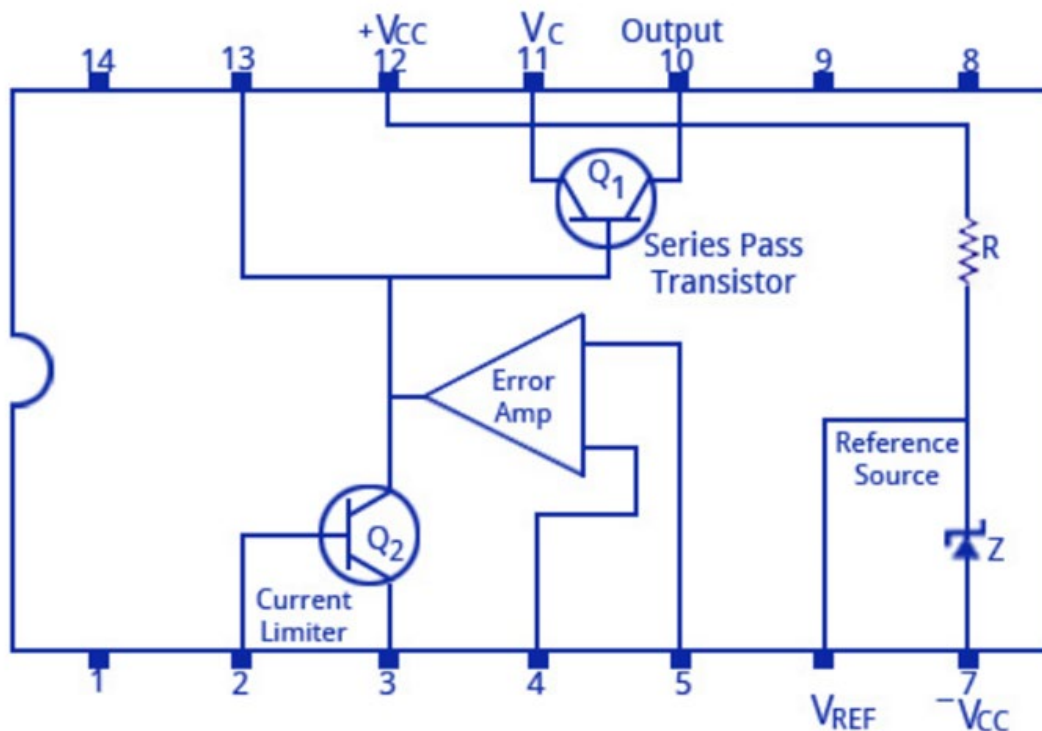 +VCC
VC
Output
14
13
12
11
10
9
8
Q1
Series Pass
Transistor
R
Error
Amp
Reference
Source
Q2
Z
Current
Limiter
1
2
3
4
5
7
VREF
-VCC